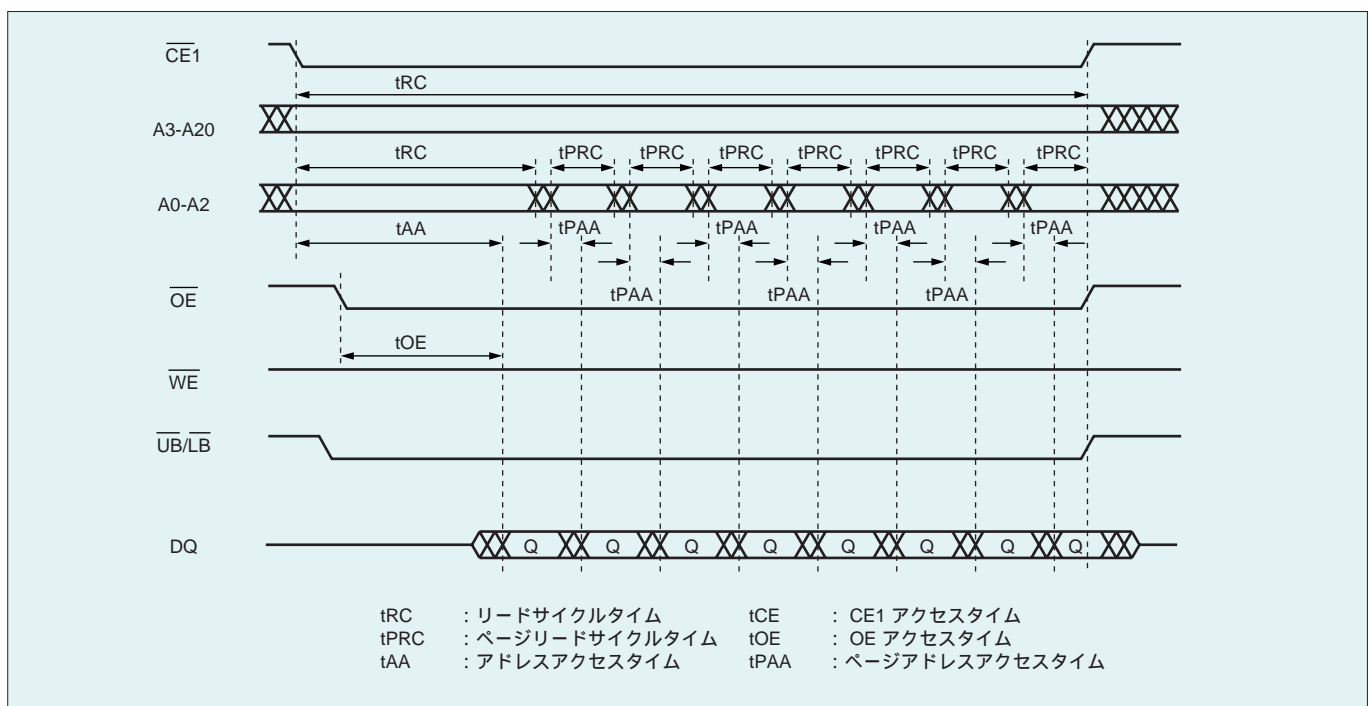 CE1
tRC
A3-A20
tRC tPRC tPRC tPRC tPRC tPRC tPRC tPRC
A0-A2
tAA tPAA tPAA tPAA tPAA
OE tPAA tPAA tPAA
tOE
WE
UB/LB
DQ Q Q Q Q Q Q Q Q
tRC : リードサイクルタイム tCE : CE1 アクセスタイム
tPRC : ページリードサイクルタイム tOE : OE アクセスタイム
tAA : アドレスアクセスタイム tPAA : ページアドレスアクセスタイム